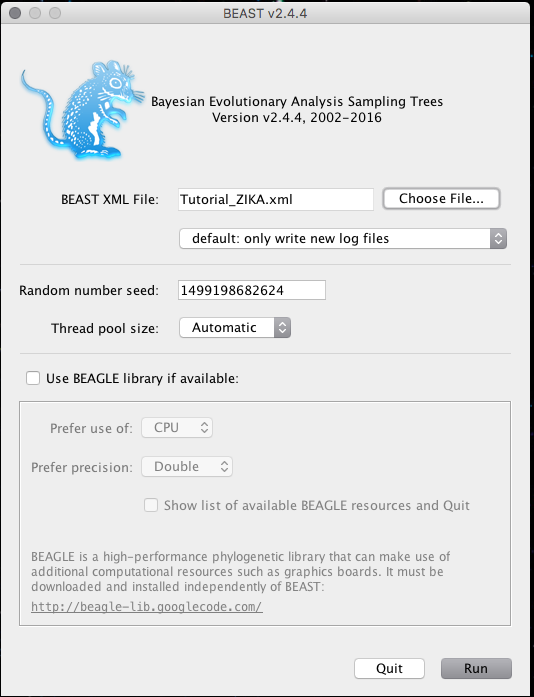 BEAST v2.4.4
Bayesian Evolutionary Analysis Sampling Trees
Version v2.4.4, 2002-2016
BEAST XML File: Tutorial_ZIKA.xml Choose File...
default: only write new log files
Random number seed: 1499198682624
Thread pool size: Automatic
Use BEAGLE library if available:
Prefer use of: CPU
Prefer precision: Double
Show list of available BEAGLE resources and Quit
BEAGLE is a high-performance phylogenetic library that can make use of
additional computational resources such as graphics boards. It must be
downloaded and installed independently of BEAST:
http://beagle-lib.googlecode.com/
Quit Run